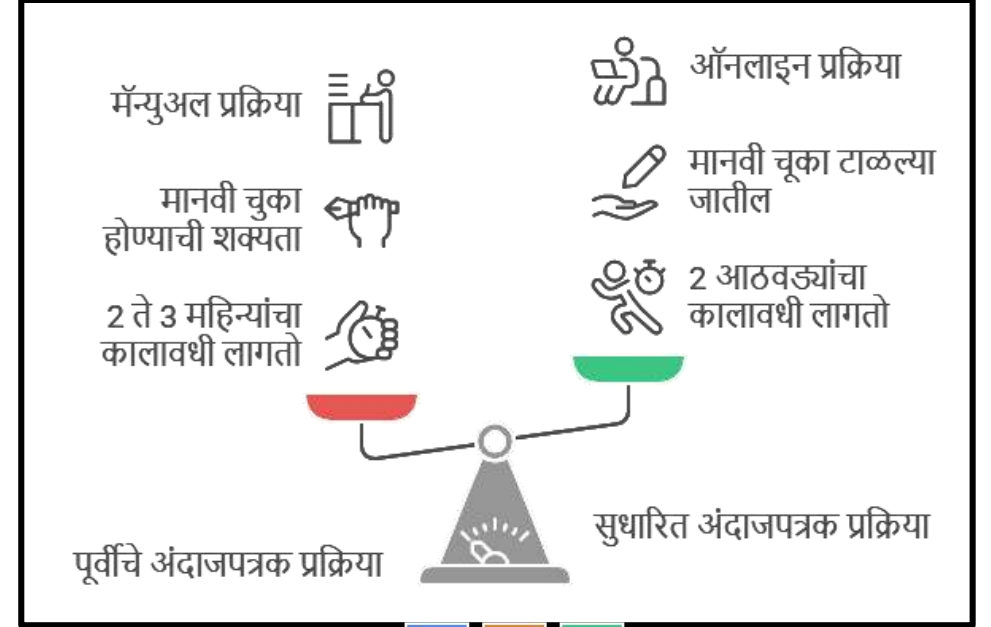 मॅन्युअल प्रक्रिया
मानवी चुका
होण्याची शक्यता
2 ते 3 महिन्यांचा
कालावधी लागतो
ऑनलाइन प्रक्रिया
मानवी चूका टाळल्या
जातील
2 आठवड्यांचा
कालावधी लागतो
पूर्वीचे अंदाजपत्रक प्रक्रिया
सुधारित अंदाजपत्रक प्रक्रिया